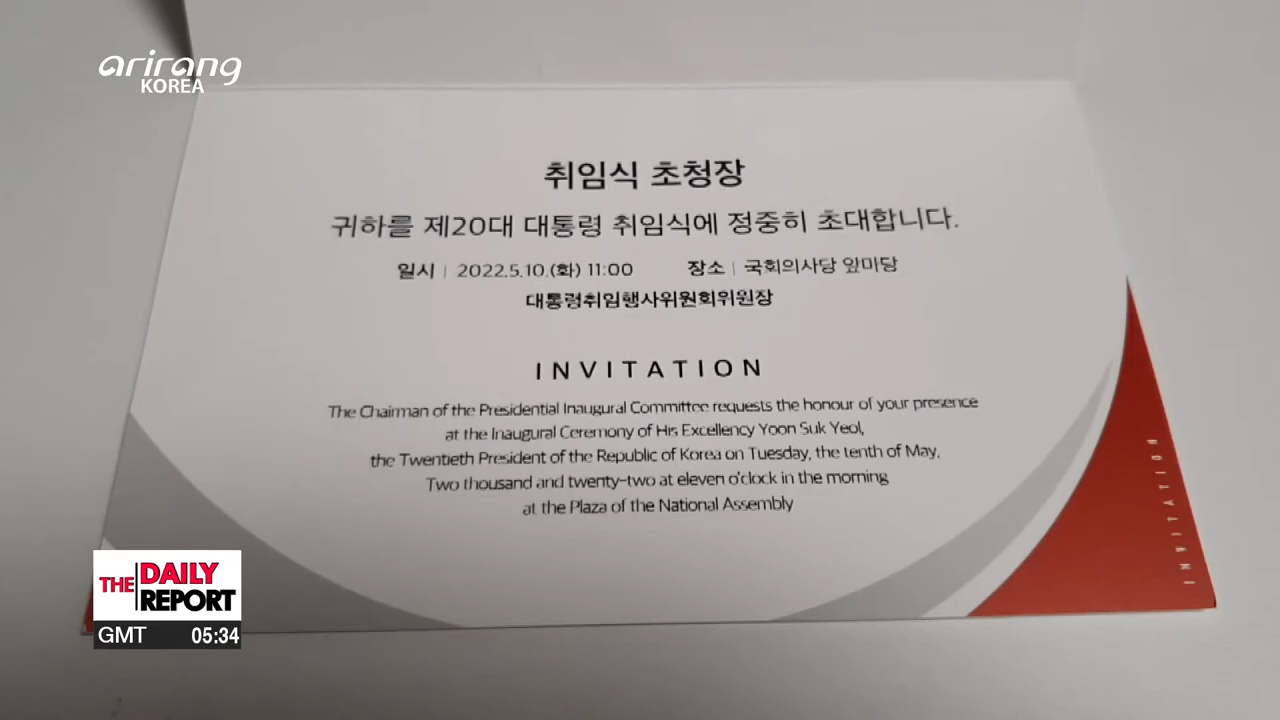 arirang
KOREA
취임식 초청장
귀하를 제20대 대통령 취임식에 정중히 초대합니다.
일시 | 2022.5.10.(화) 11:00 장소 | 국회의사당 앞마당
대통령취임행사위원회위원장
INVITATION
The Chairman of the Presidential Inaugural Committee requests the honour of your presence
at the Inaugural Ceremony of His Excellency Yoon Suk Yeol,
the Twentieth President of the Republic of Korea on Tuesday, the tenth of May,
Two thousand and twenty-two at eleven o'clock in the morning
at the Plaza of the National Assembly
INVITATION
THE DAILY
REPORT
GMT 05:34